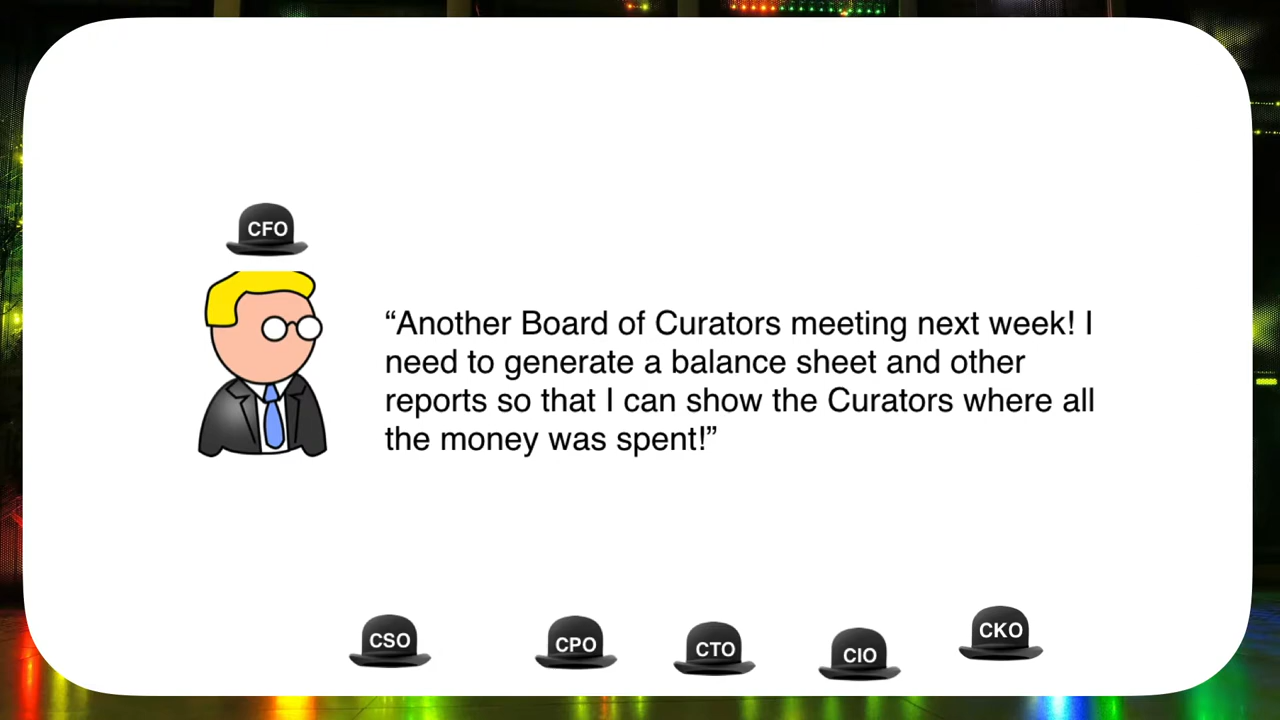 CFO
“Another Board of Curators meeting next week! I
need to generate a balance sheet and other
reports so that I can show the Curators where all
the money was spent!”
CSO
CPO
CTO
CIO
CKO